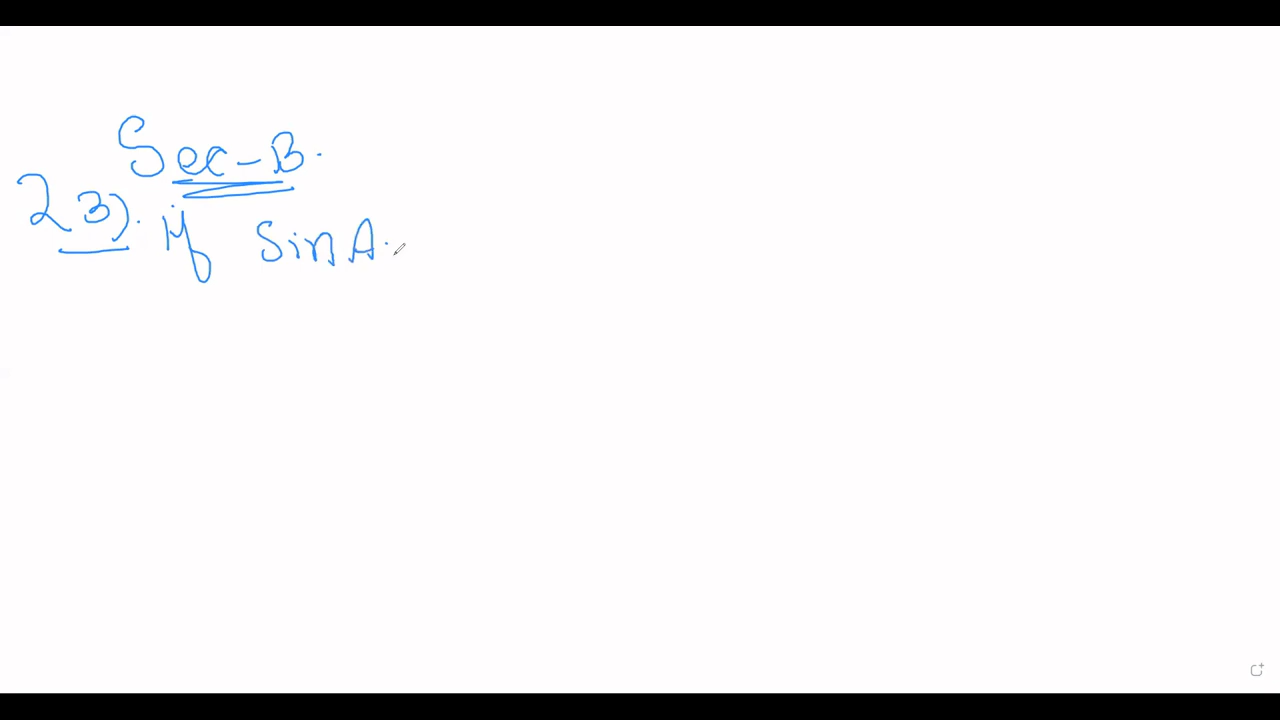 Sec-B.
23). if sinA.